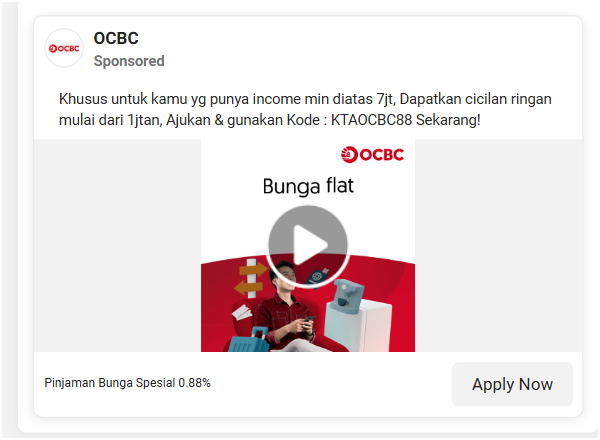 OCBC
OCBC
Sponsored
Khusus untuk kamu yg punya income min diatas 7jt, Dapatkan cicilan ringan
mulai dari 1jtan, Ajukan & gunakan Kode : KTAOCBC88 Sekarang!
OCBC
Bunga flat
Pinjaman Bunga Spesial 0.88%
Apply Now